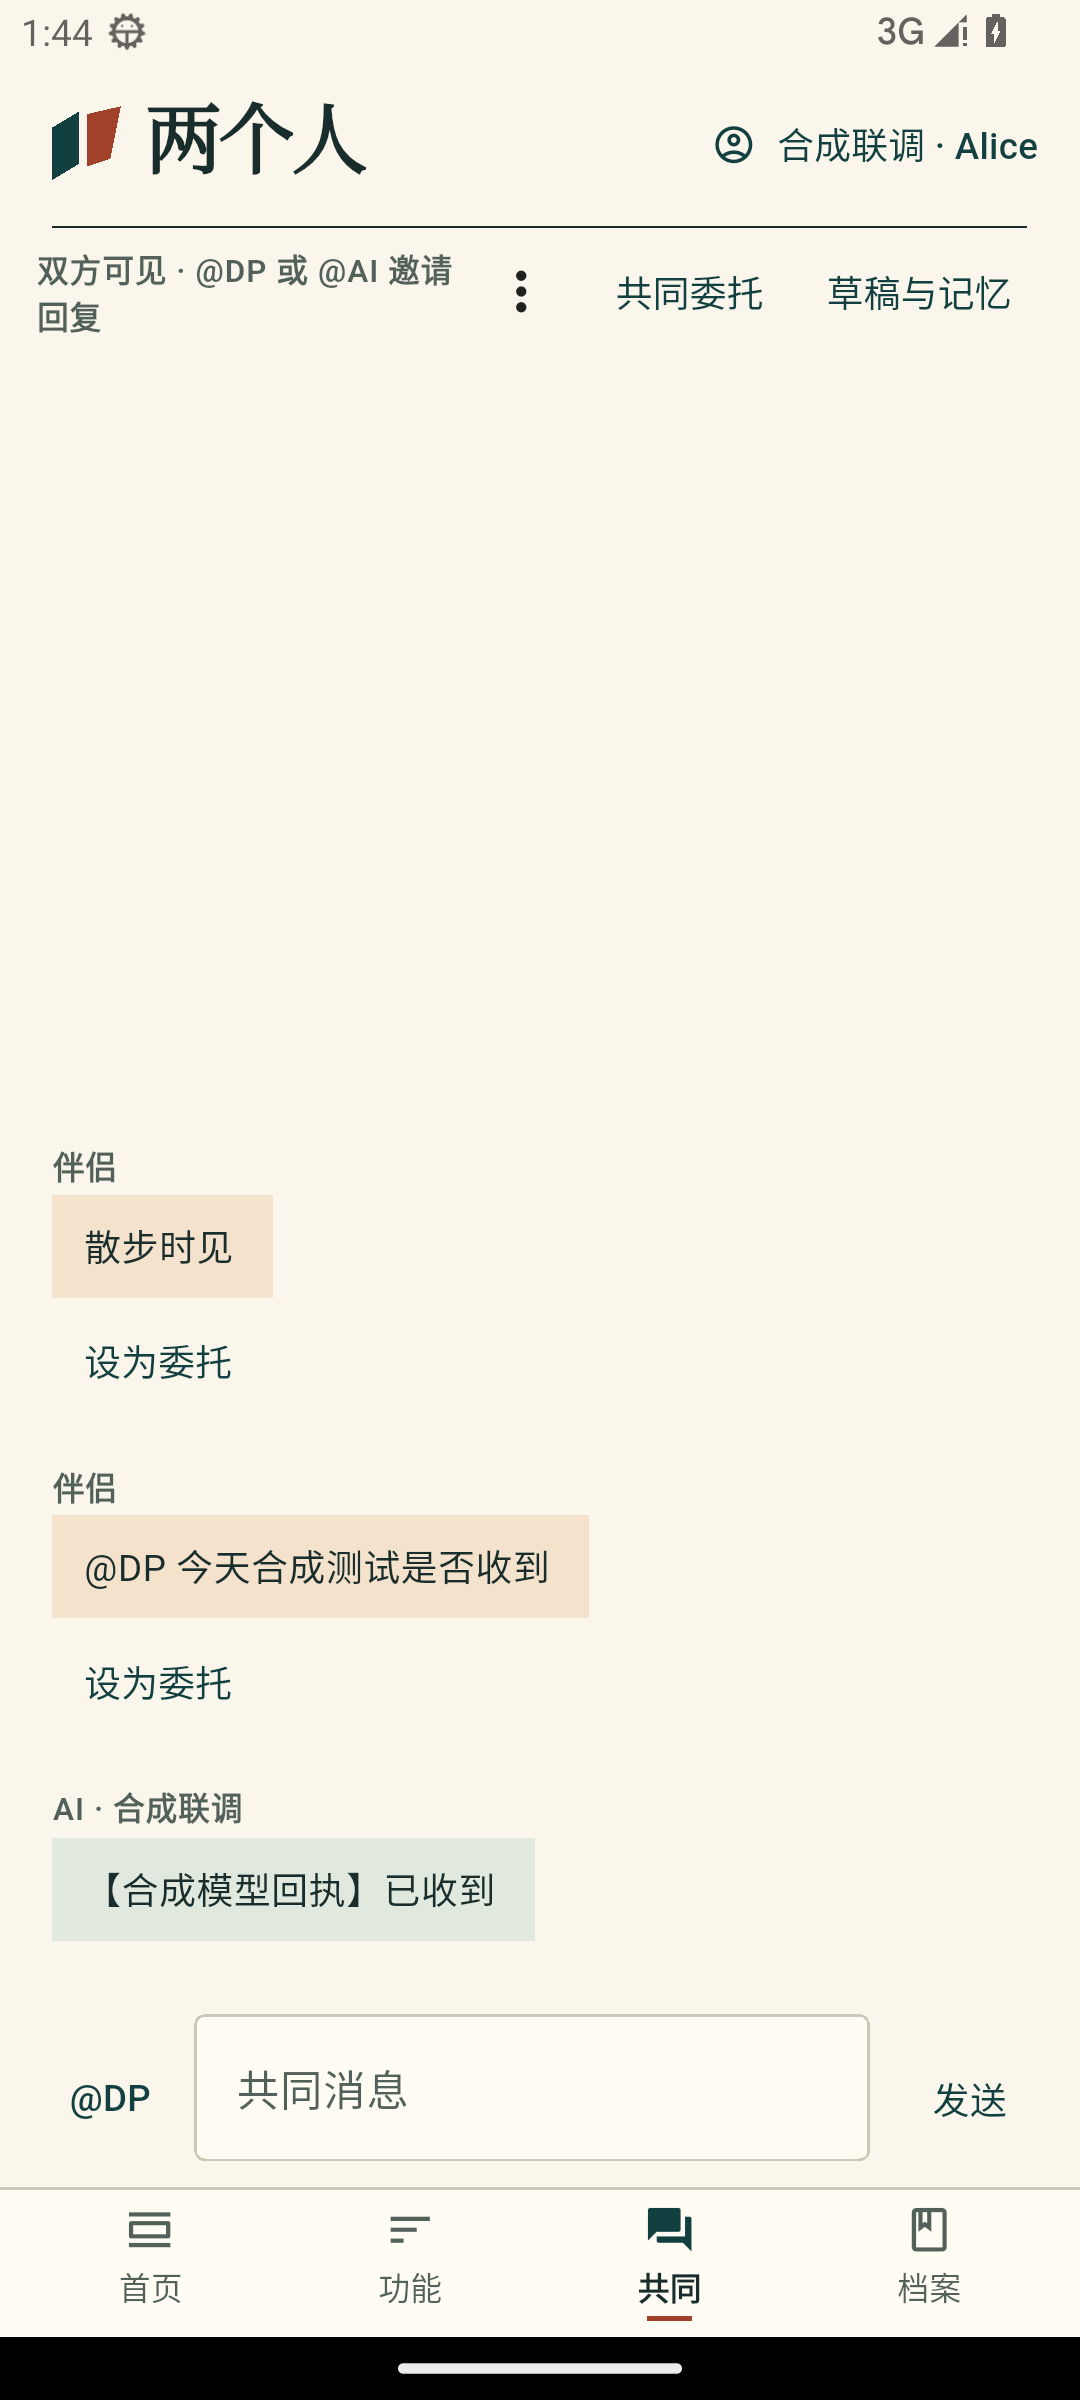 1:44
3G
两个人
合成联调 · Alice
双方可见 · @DP 或 @AI 邀请
回复
共同委托
草稿与记忆
伴侣
散步时见
设为委托
伴侣
@DP 今天合成测试是否收到
设为委托
AI · 合成联调
【合成模型回执】已收到
@DP
共同消息
发送
首页
功能
共同
档案